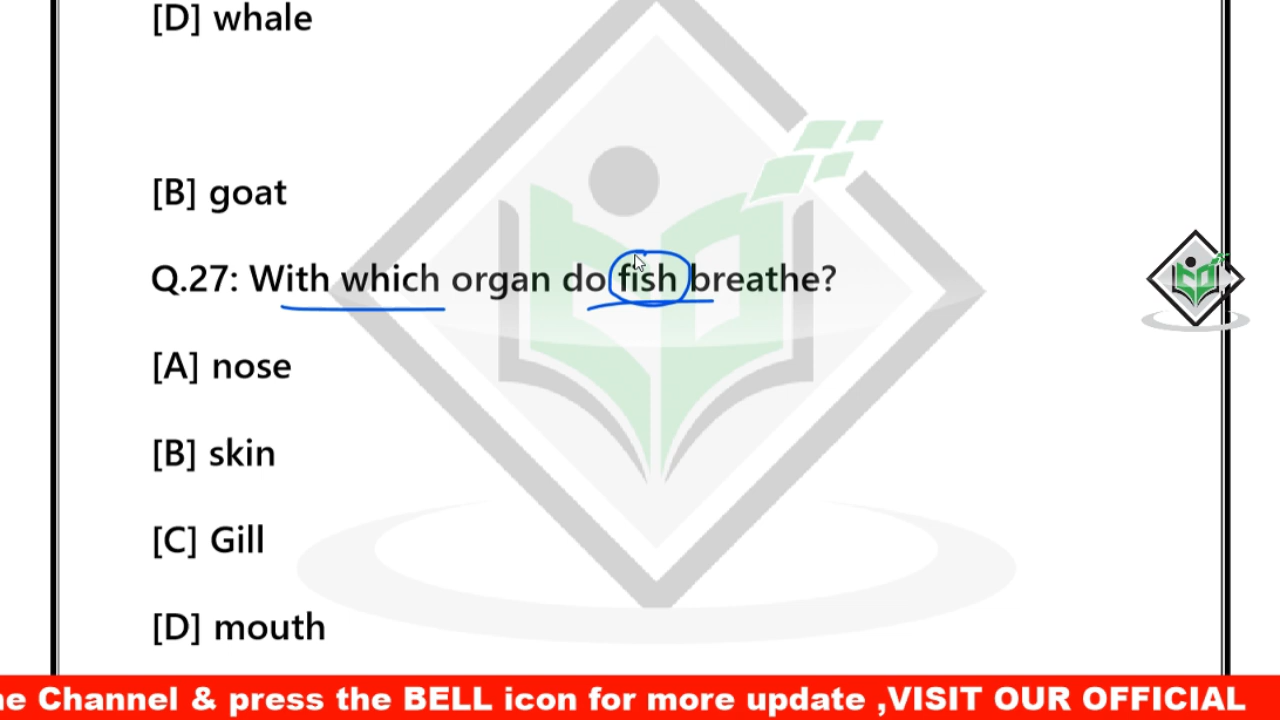 [D] whale
[B] goat
Q.27: With which organ do fish breathe?
[A] nose
[B] skin
[C] Gill
[D] mouth
Channel & press the BELL icon for more update ,VISIT OUR OFFICIAL